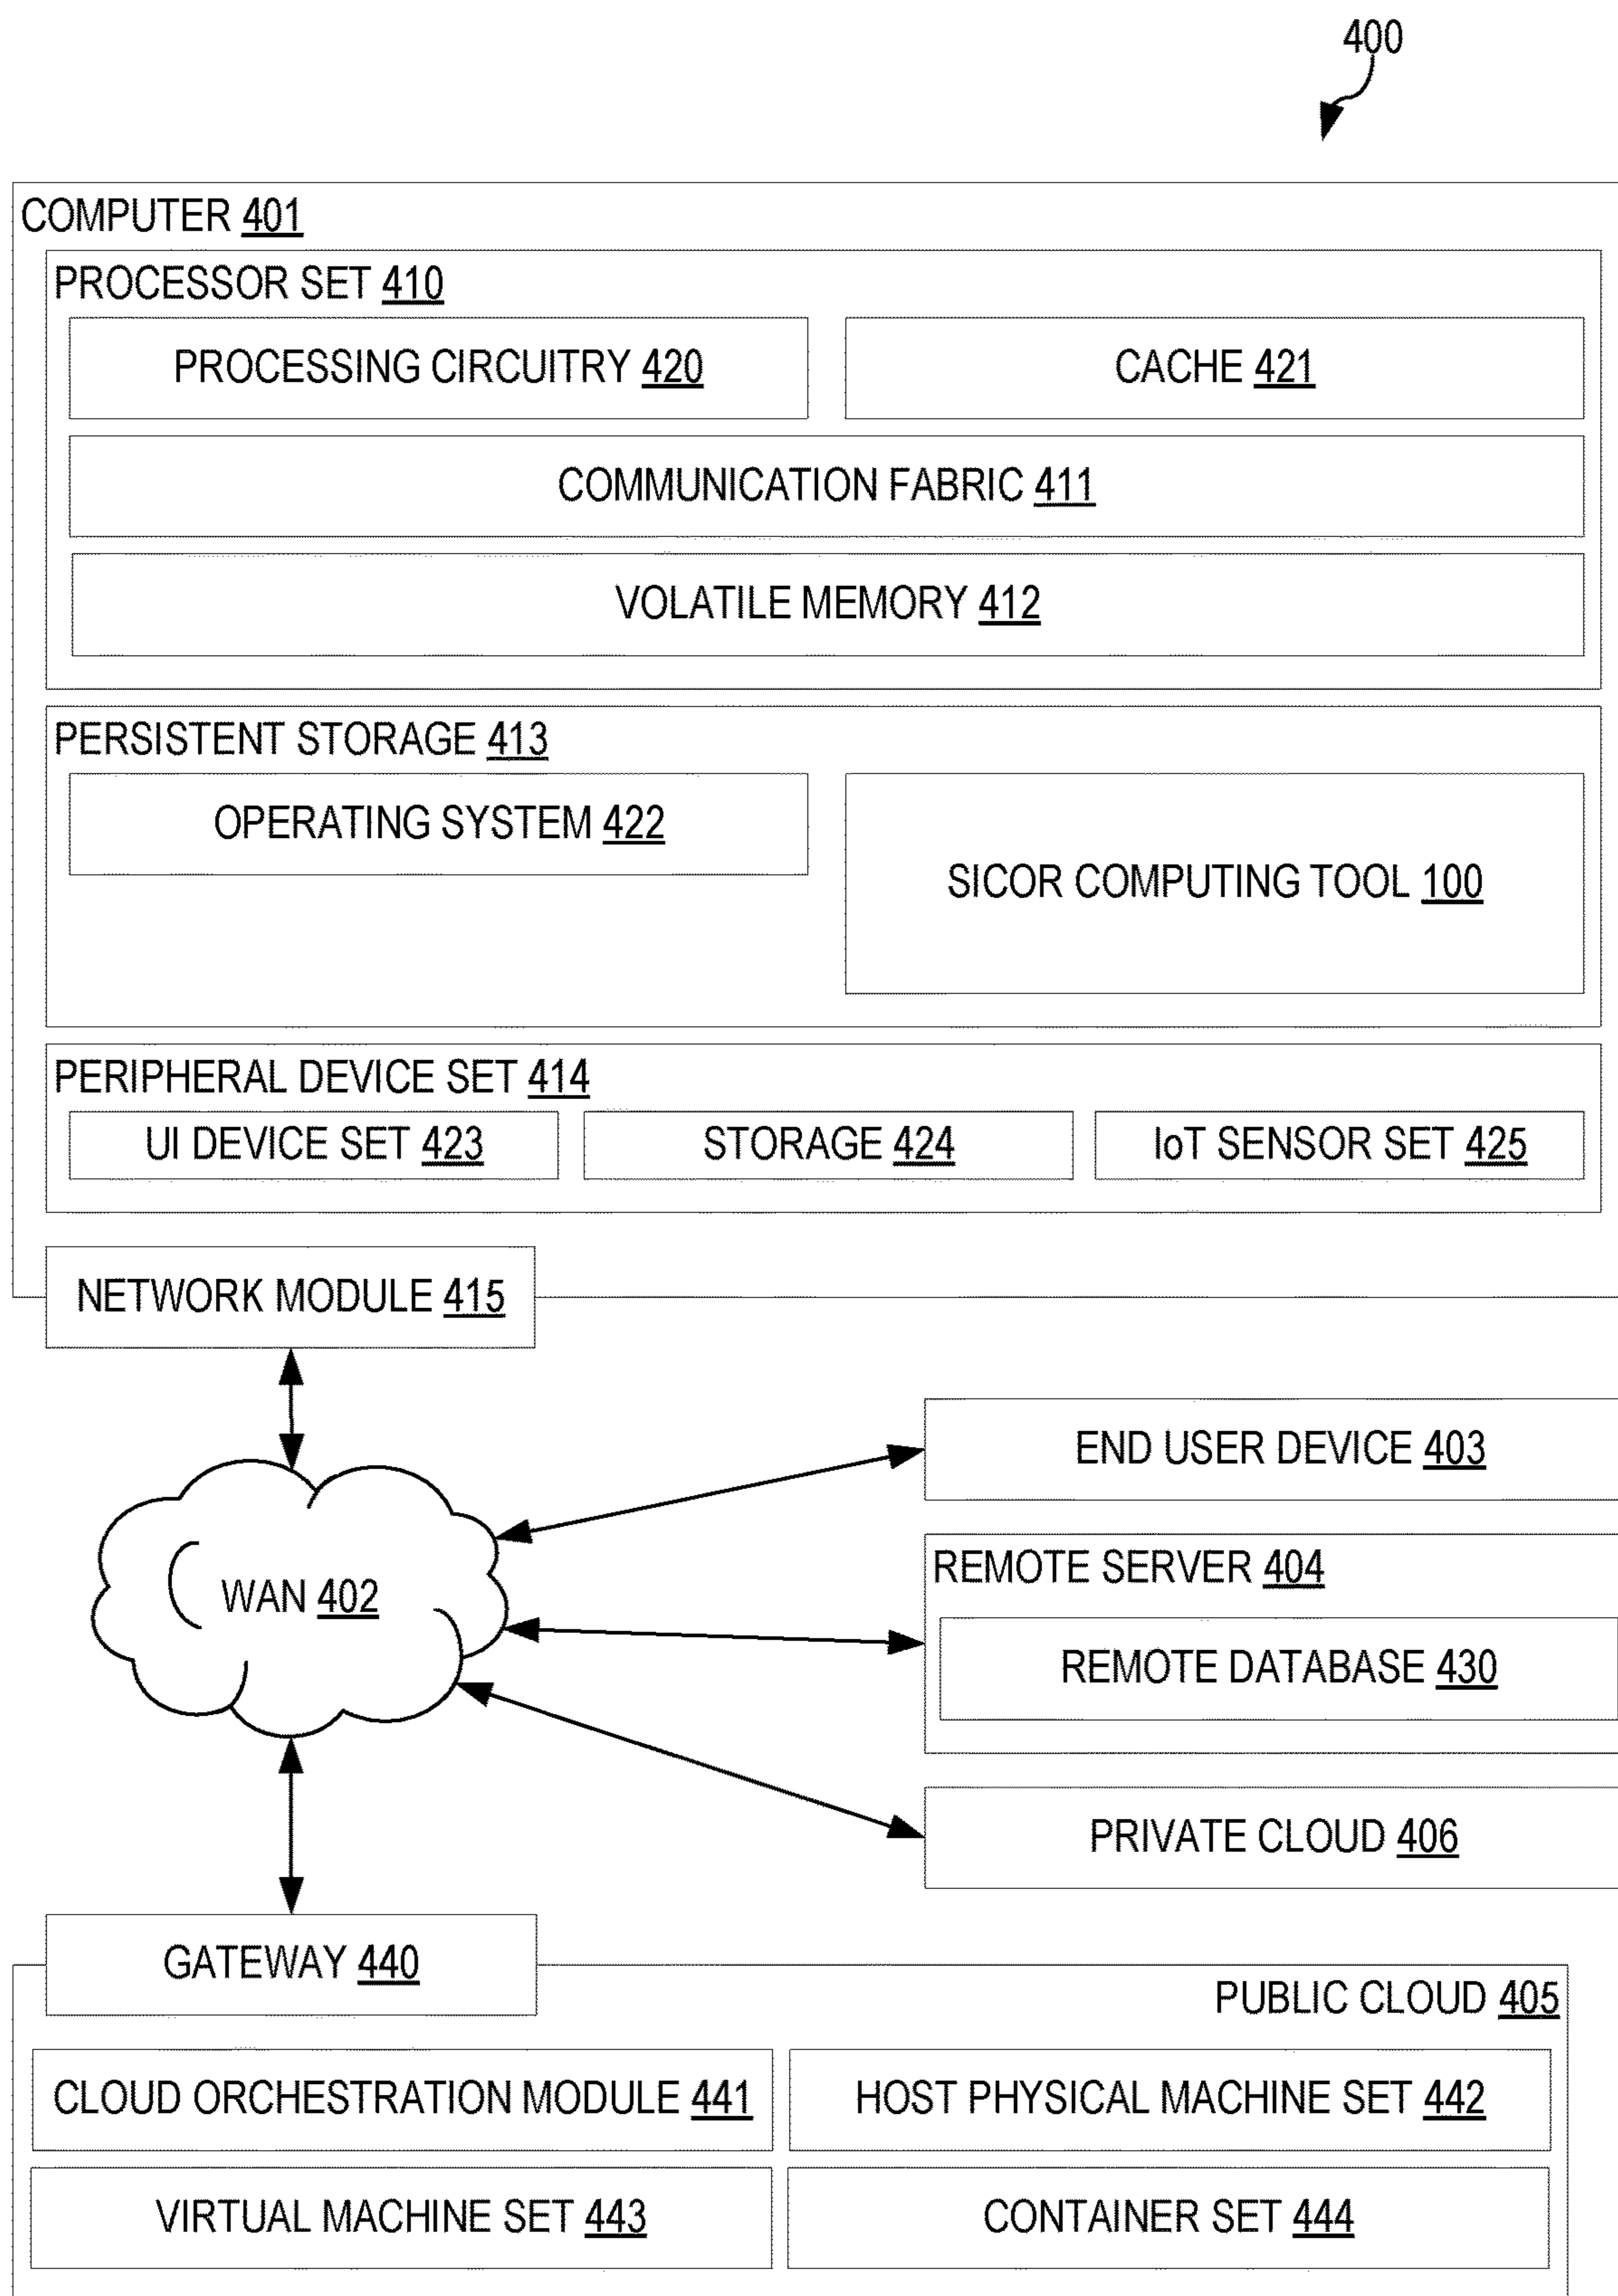 400
COMPUTER 401
PROCESSOR SET 410
PROCESSING CIRCUITRY 420
CACHE 421
COMMUNICATION FABRIC 411
VOLATILE MEMORY 412
PERSISTENT STORAGE 413
OPERATING SYSTEM 422
SICOR COMPUTING TOOL 100
PERIPHERAL DEVICE SET 414
UI DEVICE SET 423
STORAGE 424
IoT SENSOR SET 425
NETWORK MODULE 415
END USER DEVICE 403
REMOTE SERVER 404
WAN 402
REMOTE DATABASE 430
PRIVATE CLOUD 406
GATEWAY 440
PUBLIC CLOUD 405
CLOUD ORCHESTRATION MODULE 441
HOST PHYSICAL MACHINE SET 442
VIRTUAL MACHINE SET 443
CONTAINER SET 444